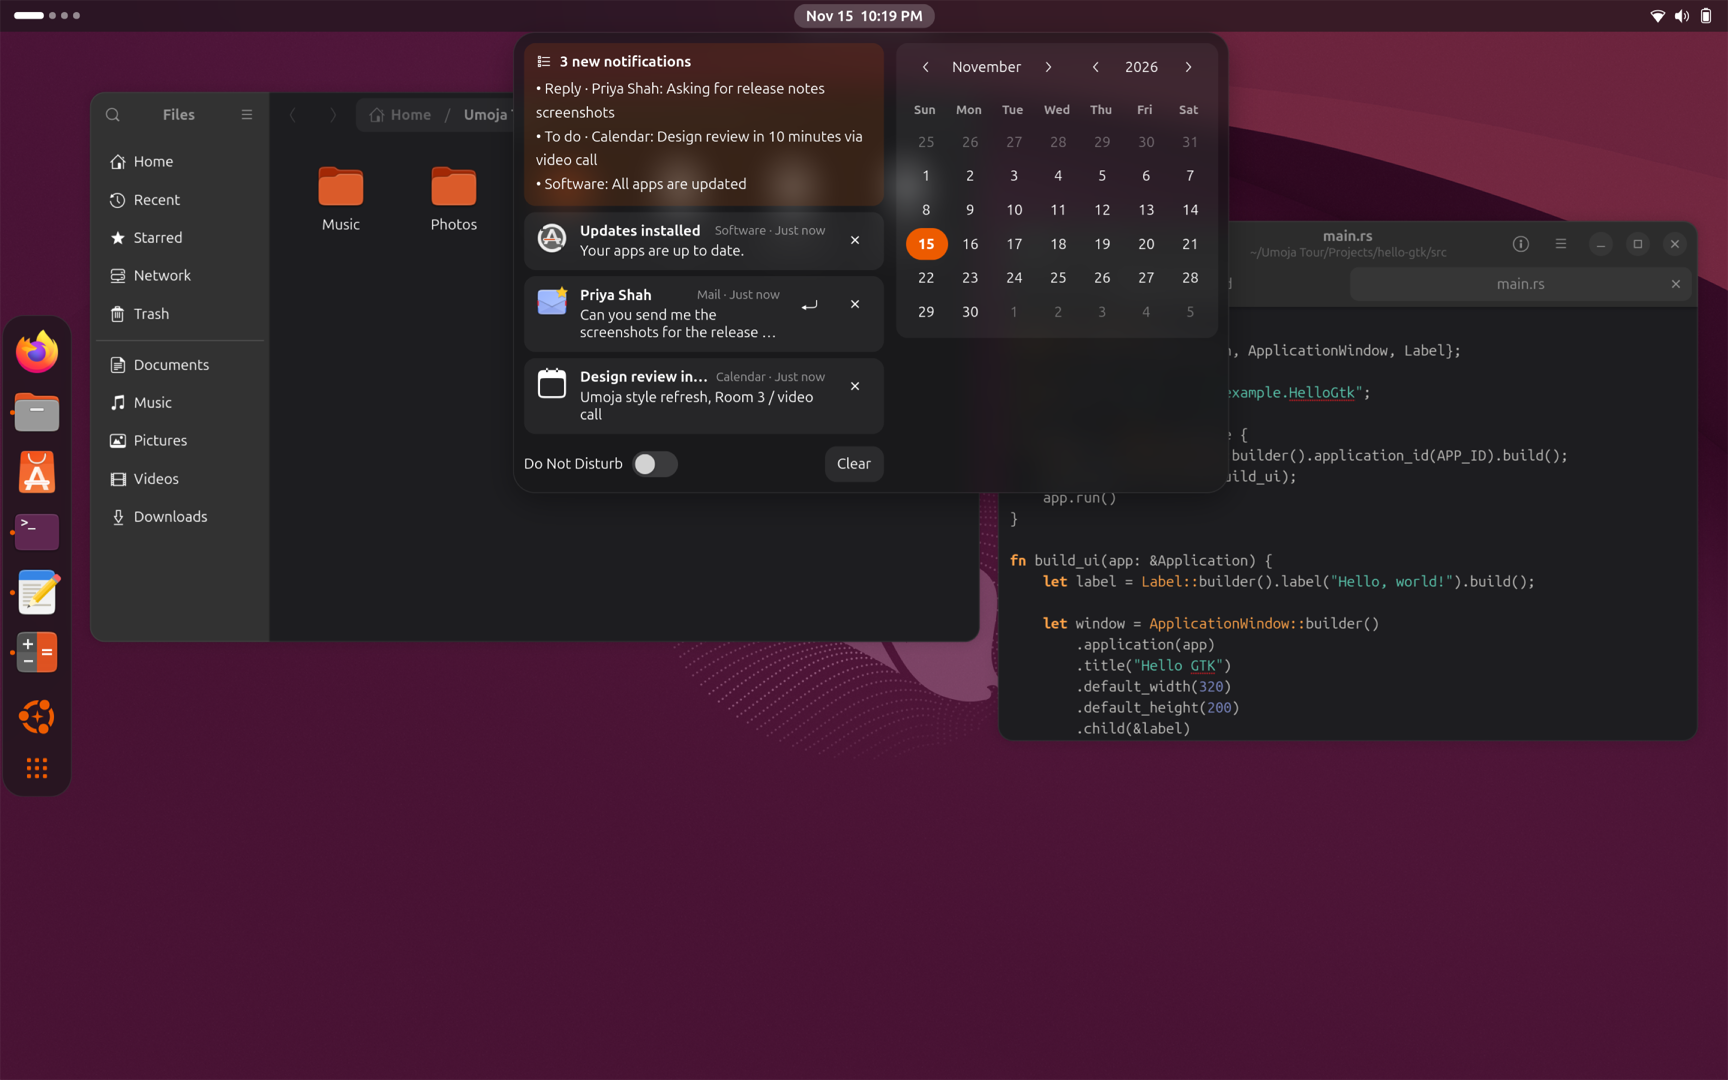 Nov 15 10:19 PM
3 new notifications
• Reply · Priya Shah: Asking for release notes
screenshots
• To do · Calendar: Design review in 10 minutes via
video call
• Software: All apps are updated
Updates installed Software · Just now
Your apps are up to date.
Priya Shah Mail · Just now
Can you send me the
screenshots for the release …
Design review in… Calendar · Just now
Umoja style refresh, Room 3 / video
call
Do Not Disturb
Clear
November 2026
Sun Mon Tue Wed Thu Fri Sat
25 26 27 28 29 30 31
1 2 3 4 5 6 7
8 9 10 11 12 13 14
15 16 17 18 19 20 21
22 23 24 25 26 27 28
29 30 1 2 3 4 5
Files
Home
Recent
Starred
Network
Trash
Documents
Music
Pictures
Videos
Downloads
Home / Umoja
Music
Photos
main.rs
~/Umoja Tour/Projects/hello-gtk/src
main.rs
, ApplicationWindow, Label};
example.HelloGtk";
{
builder().application_id(APP_ID).build();
ild_ui);
app.run()
}
fn build_ui(app: &Application) {
let label = Label::builder().label("Hello, world!").build();
let window = ApplicationWindow::builder()
.application(app)
.title("Hello GTK")
.default_width(320)
.default_height(200)
.child(&label)